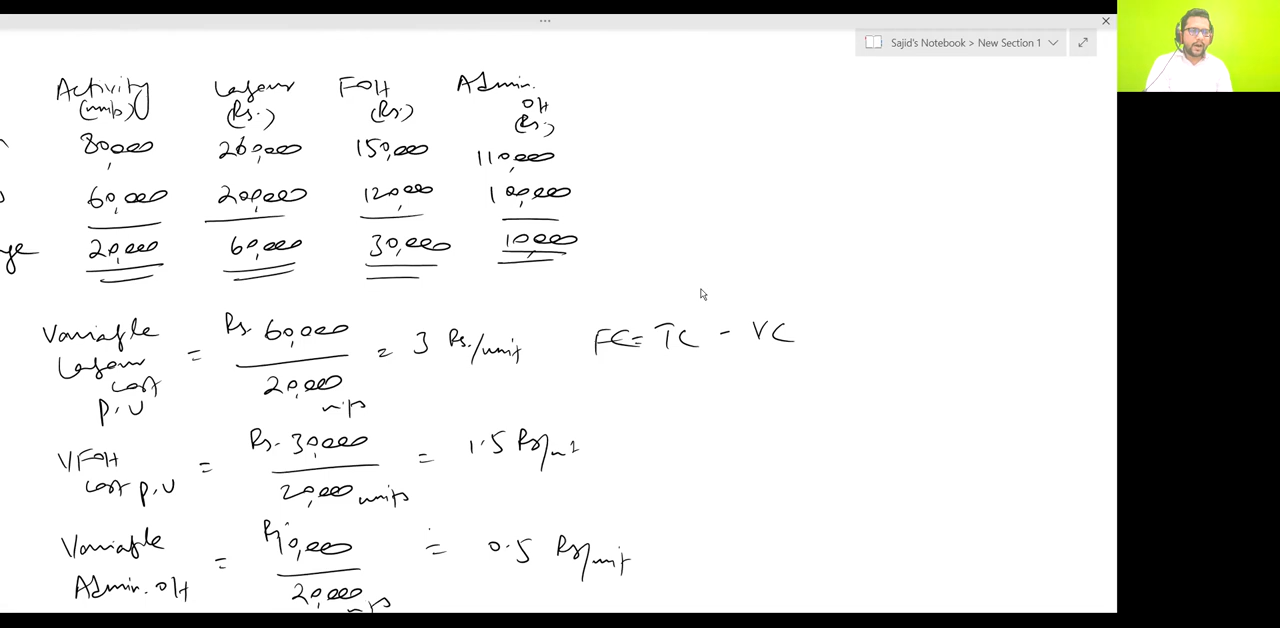 Sajid's Notebook > New Section 1
Activity Labour FOH Admin. OH
(units) (Rs.) (Rs.) (Rs.)
80,000 260,000 150,000 110,000
60,000 200,000 120,000 100,000
20,000 60,000 30,000 10,000
Variable Labour cost p.u = Rs. 60,000 / 20,000 units = 3 Rs./unit FC = TC - VC
VFOH cost p.u = Rs. 30,000 / 20,000 units = 1.5 Rs/unit
Variable Admin. OH = Rs 10,000 / 20,000 units = 0.5 Rs/unit